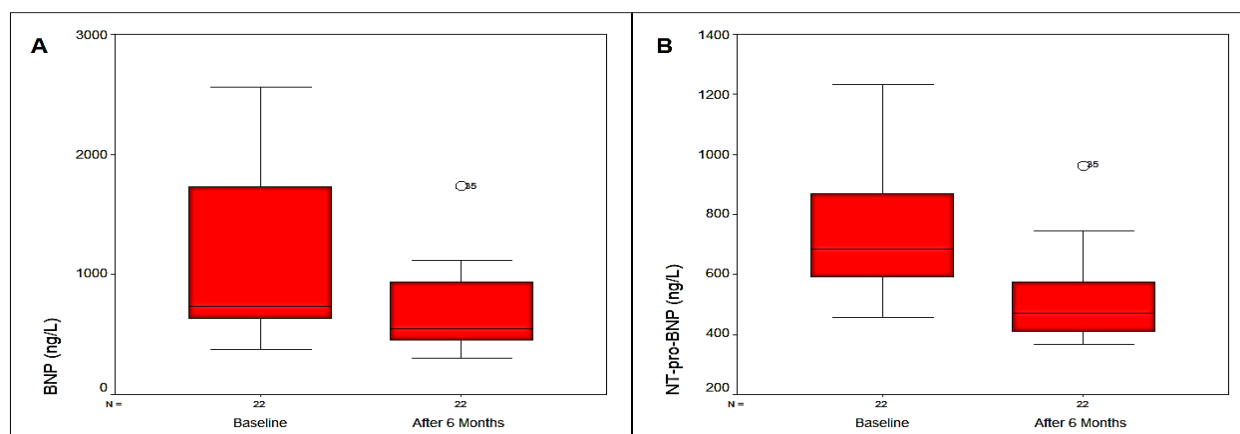 A
BNP (ng/L)
3000
2000
1000
0
35
N =
22
22
Baseline
After 6 Months
B
NT-pro-BNP (ng/L)
1400
1200
1000
800
600
400
200
35
N =
22
22
Baseline
After 6 Months